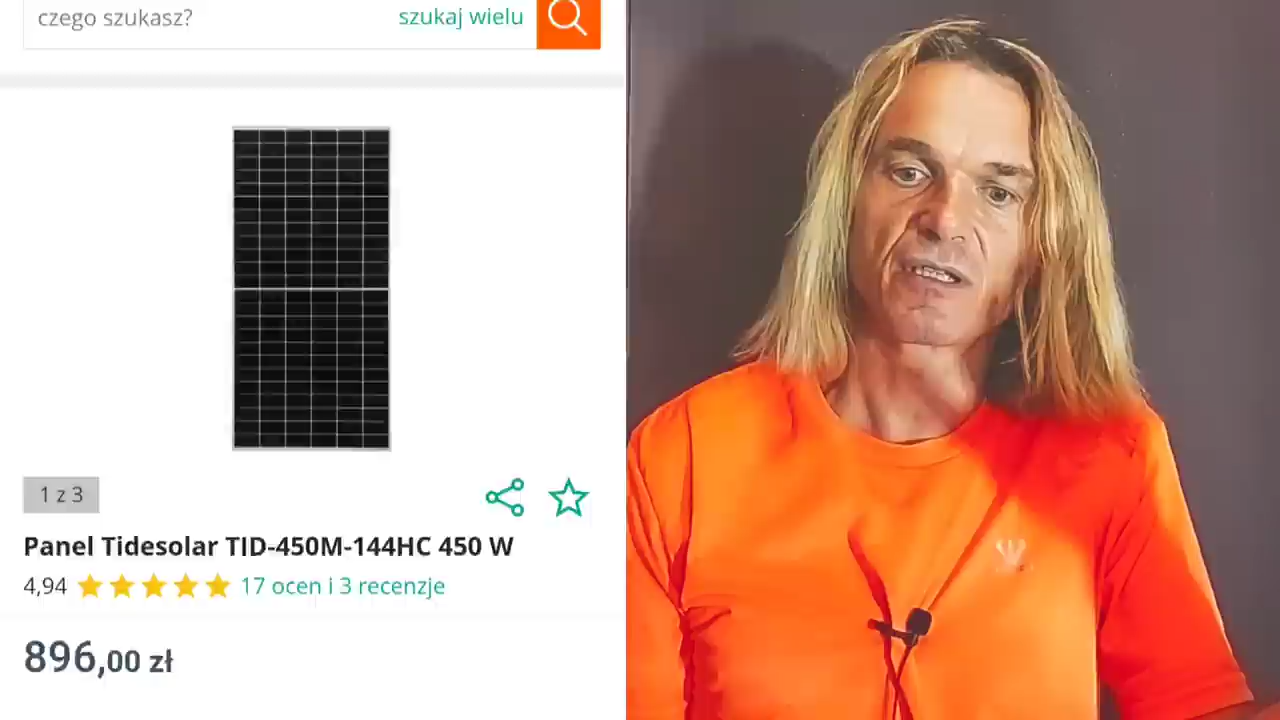 czego szukasz?
szukaj wielu
1 z 3
Panel Tidesolar TID-450M-144HC 450 W
4,94 17 ocen i 3 recenzje
896,00 zł